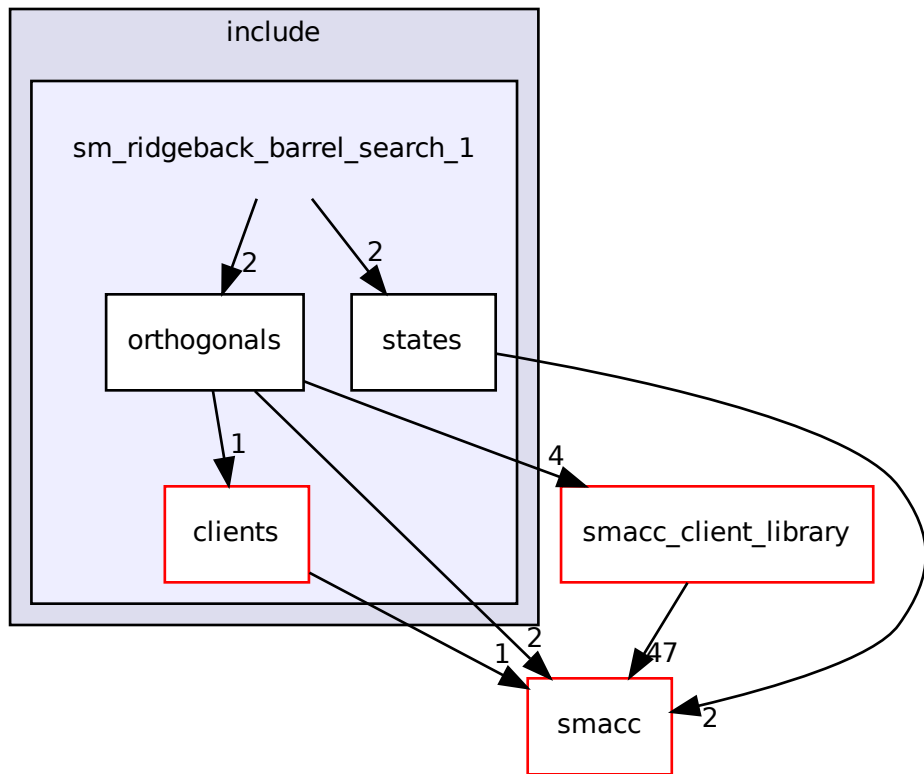 include
sm_ridgeback_barrel_search_1
2
2
orthogonals
states
1
4
clients
smacc_client_library
1
2
47
2
smacc